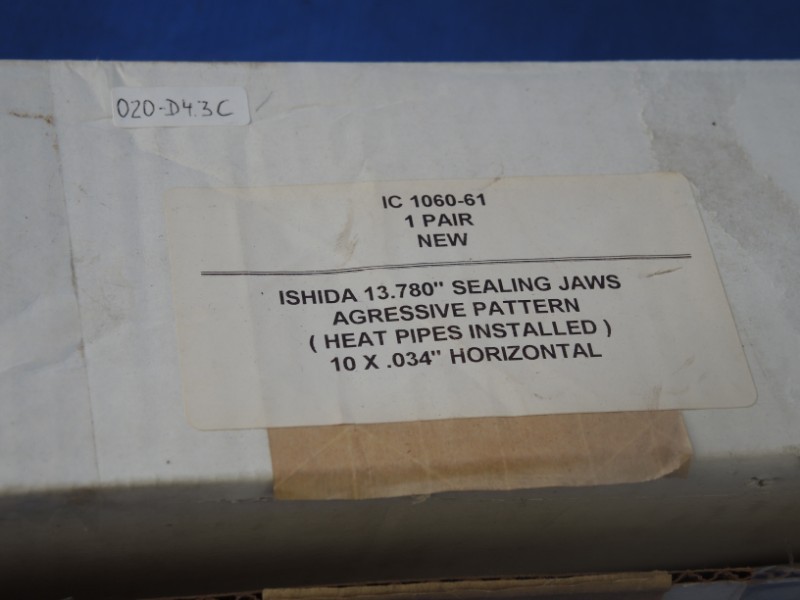 020-D4.3C
IC 1060-61
1 PAIR
NEW
ISHIDA 13.780" SEALING JAWS
AGRESSIVE PATTERN
( HEAT PIPES INSTALLED )
10 X .034" HORIZONTAL